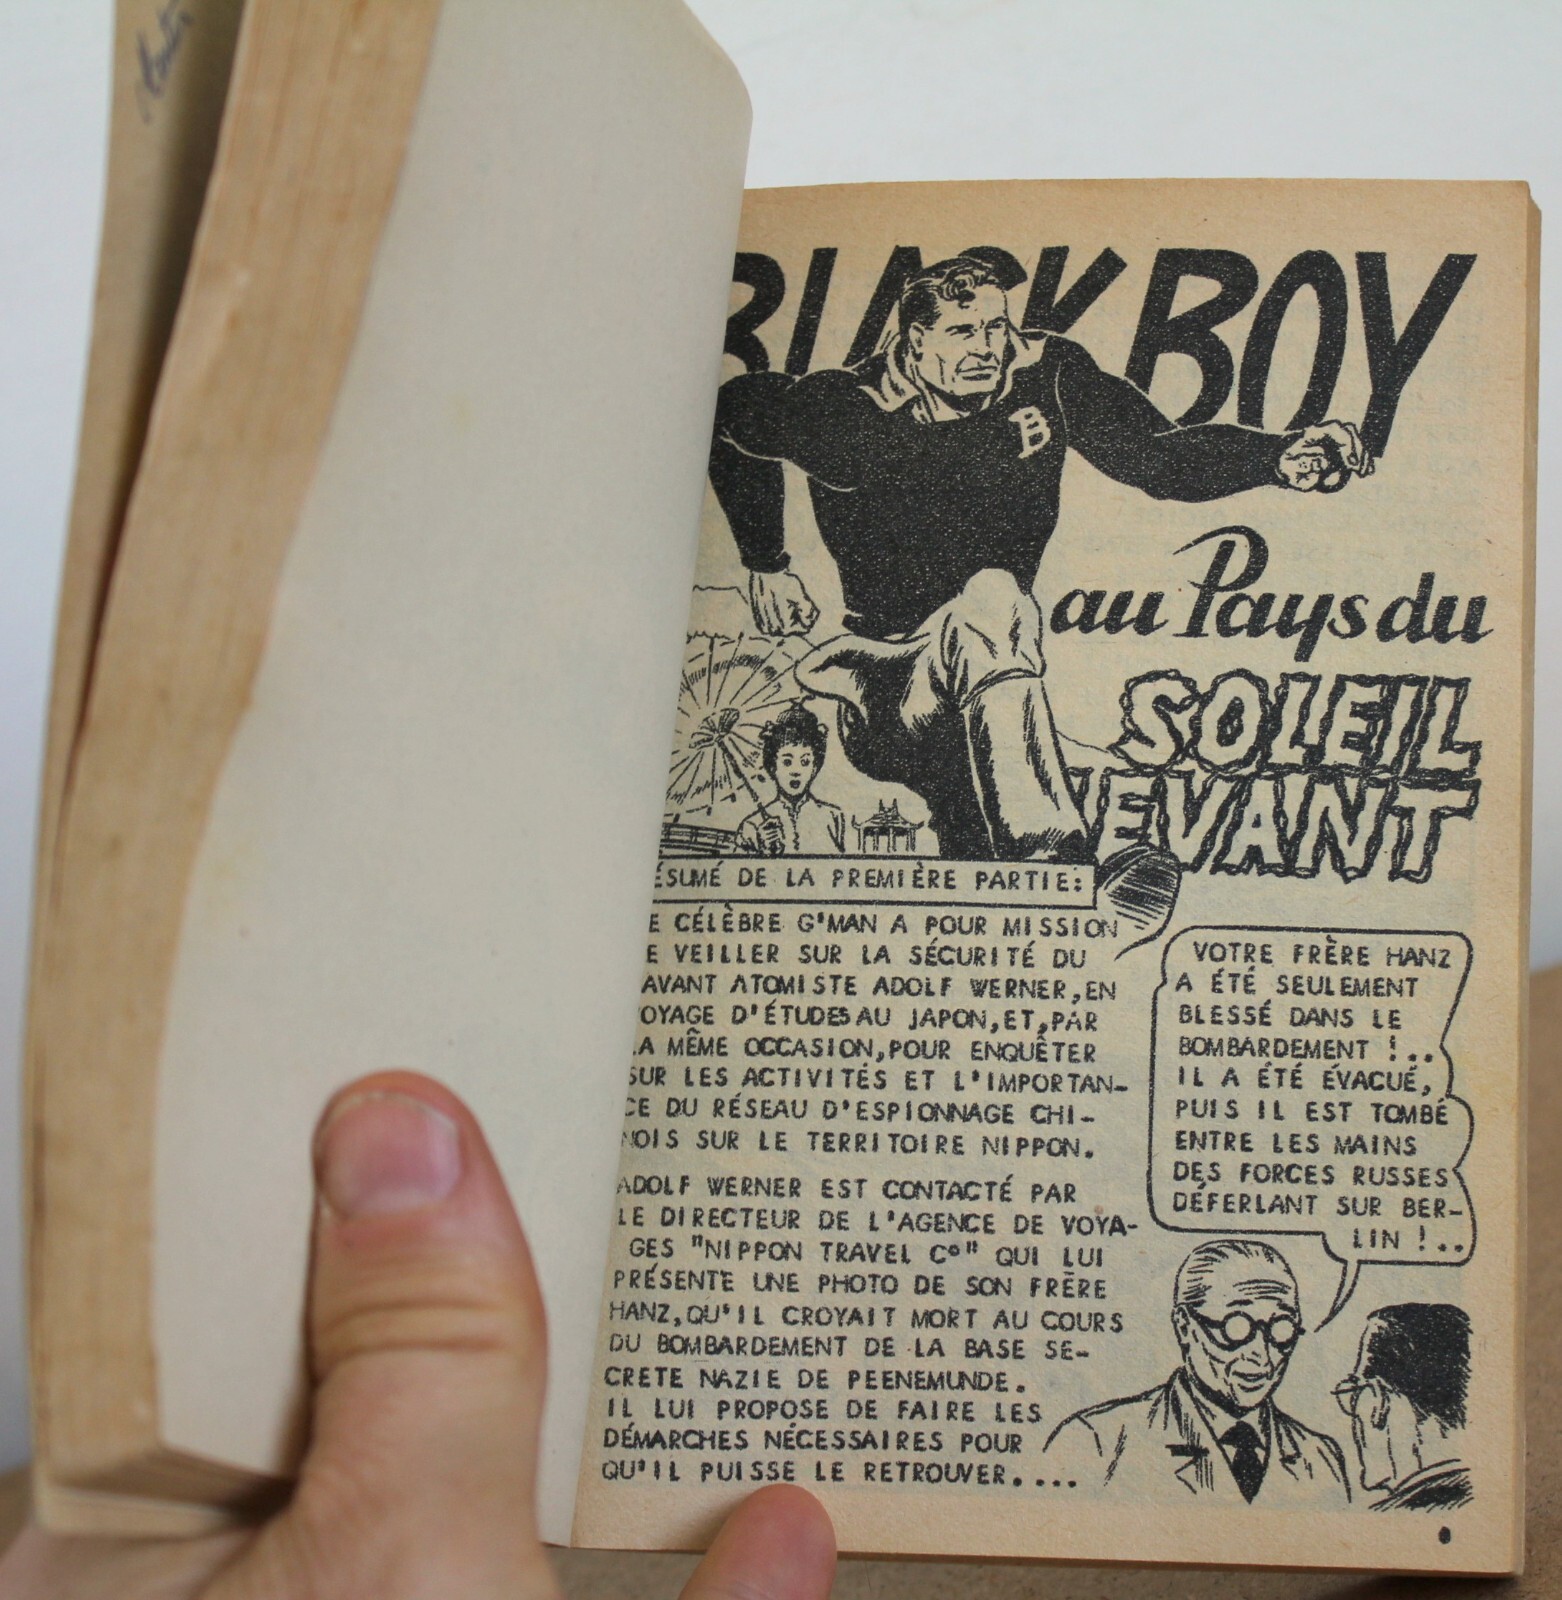 BLACK BOY
B
au Pays du
SOLEIL
LEVANT
ÉSUMÉ DE LA PREMIÈRE PARTIE:
E CÉLÈBRE G'MAN A POUR MISSION
E VEILLER SUR LA SÉCURITÉ DU
AVANT ATOMISTE ADOLF WERNER, EN
OYAGE D'ÉTUDES AU JAPON, ET, PAR
LA MÊME OCCASION, POUR ENQUÊTER
SUR LES ACTIVITÉS ET L'IMPORTAN-
CE DU RÉSEAU D'ESPIONNAGE CHI-
NOIS SUR LE TERRITOIRE NIPPON.
ADOLF WERNER EST CONTACTÉ PAR
LE DIRECTEUR DE L'AGENCE DE VOYA-
GES "NIPPON TRAVEL Cº" QUI LUI
PRÉSENTE UNE PHOTO DE SON FRÈRE
HANZ, QU'IL CROYAIT MORT AU COURS
DU BOMBARDEMENT DE LA BASE SE-
CRETE NAZIE DE PEENEMUNDE.
IL LUI PROPOSE DE FAIRE LES
DÉMARCHES NÉCESSAIRES POUR
QU'IL PUISSE LE RETROUVER....
VOTRE FRÈRE HANZ
A ÉTÉ SEULEMENT
BLESSÉ DANS LE
BOMBARDEMENT !..
IL A ÉTÉ ÉVACUÉ,
PUIS IL EST TOMBÉ
ENTRE LES MAINS
DES FORCES RUSSES
DÉFERLANT SUR BER-
LIN !..